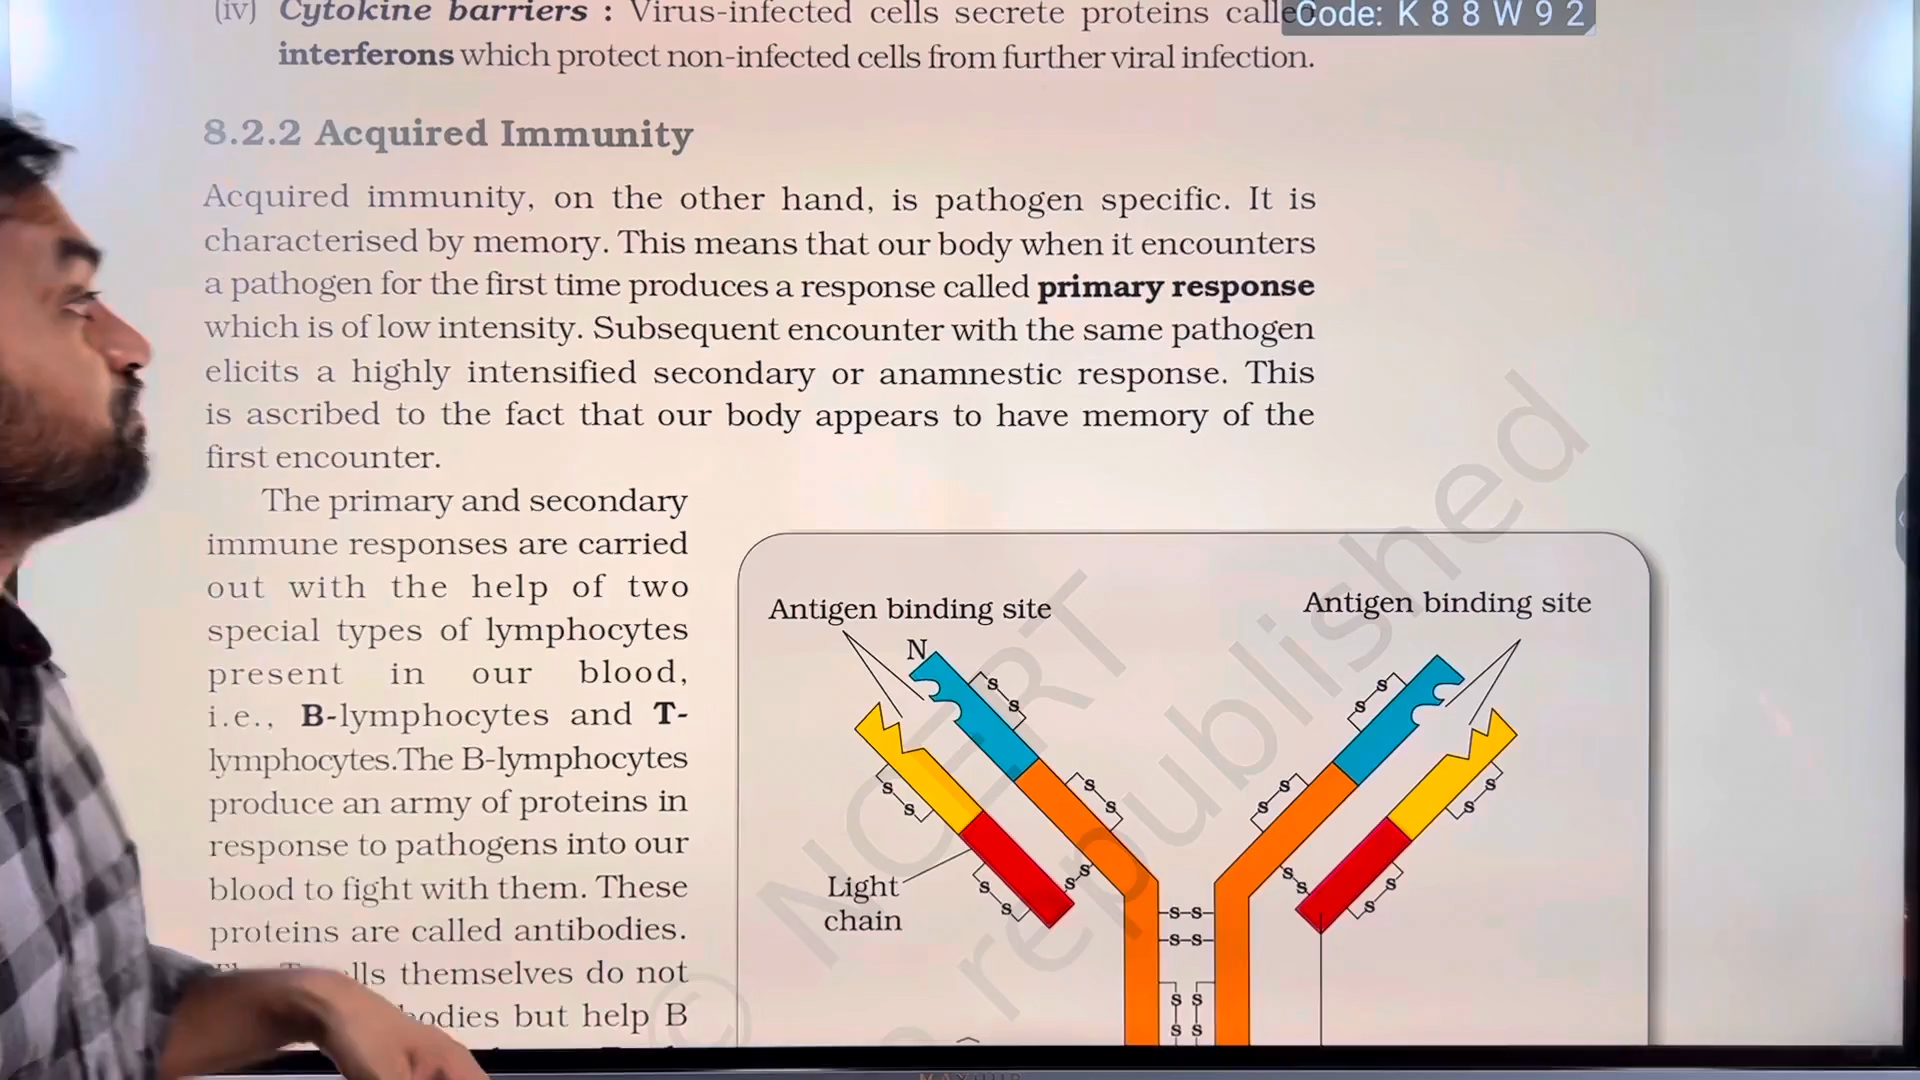 (iv) Cytokine barriers : Virus-infected cells secrete proteins called
Code: K 8 8 W 9 2
interferons which protect non-infected cells from further viral infection.
8.2.2 Acquired Immunity
Acquired immunity, on the other hand, is pathogen specific. It is
characterised by memory. This means that our body when it encounters
a pathogen for the first time produces a response called primary response
which is of low intensity. Subsequent encounter with the same pathogen
elicits a highly intensified secondary or anamnestic response. This
is ascribed to the fact that our body appears to have memory of the
first encounter.
The primary and secondary
immune responses are carried
out with the help of two
special types of lymphocytes
present in our blood,
i.e., B-lymphocytes and T-
lymphocytes.The B-lymphocytes
produce an army of proteins in
response to pathogens into our
blood to fight with them. These
proteins are called antibodies.
themselves do not
but help B
Antigen binding site
Antigen binding site
N
s
s
s
s
s
s
s
s
s
s
s
s
Light
chain
s
s
s
s
s-s
s-s
-s-s-
-s-s-
s s
s s
© NCERT
republished